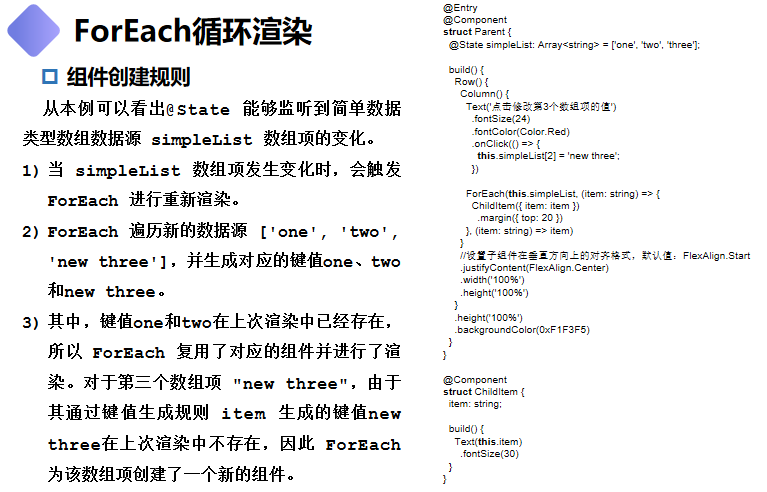 ForEach循环渲染
组件创建规则
从本例可以看出@State 能够监听到简单数据
类型数组数据源 simpleList 数组项的变化。
1) 当 simpleList 数组项发生变化时，会触发
ForEach 进行重新渲染。
2) ForEach 遍历新的数据源 ['one', 'two',
'new three']，并生成对应的键值one、two
和new three。
3) 其中，键值one和two在上次渲染中已经存在，
所以 ForEach 复用了对应的组件并进行了渲
染。对于第三个数组项 "new three"，由于
其通过键值生成规则 item 生成的键值new
three在上次渲染中不存在，因此 ForEach
为该数组项创建了一个新的组件。
@Entry
@Component
struct Parent {
@State simpleList: Array<string> = ['one', 'two', 'three'];
build() {
Row() {
Column() {
Text('点击修改第3个数组项的值')
.fontSize(24)
.fontColor(Color.Red)
.onClick(() => {
this.simpleList[2] = 'new three';
})
ForEach(this.simpleList, (item: string) => {
ChildItem({ item: item })
.margin({ top: 20 })
}, (item: string) => item)
}
//设置子组件在垂直方向上的对齐格式，默认值：FlexAlign.Start
.justifyContent(FlexAlign.Center)
.width('100%')
.height('100%')
}
.height('100%')
.backgroundColor(0xF1F3F5)
}
}
@Component
struct ChildItem {
item: string;
build() {
Text(this.item)
.fontSize(30)
}
}